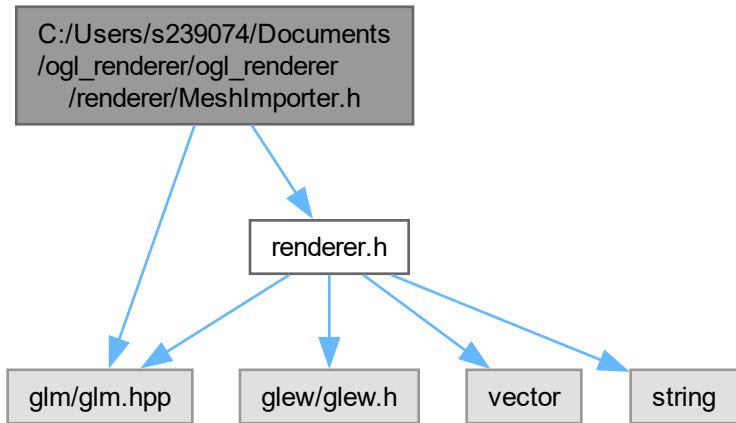 C:/Users/s239074/Documents
/ogl_renderer/ogl_renderer
/renderer/MeshImporter.h
renderer.h
glm/glm.hpp
glew/glew.h
vector
string